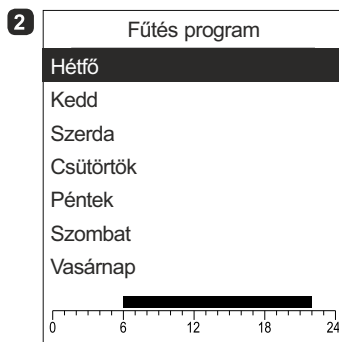 2
Fűtés program
Hétfő
Kedd
Szerda
Csütörtök
Péntek
Szombat
Vasárnap
0 6 12 18 24